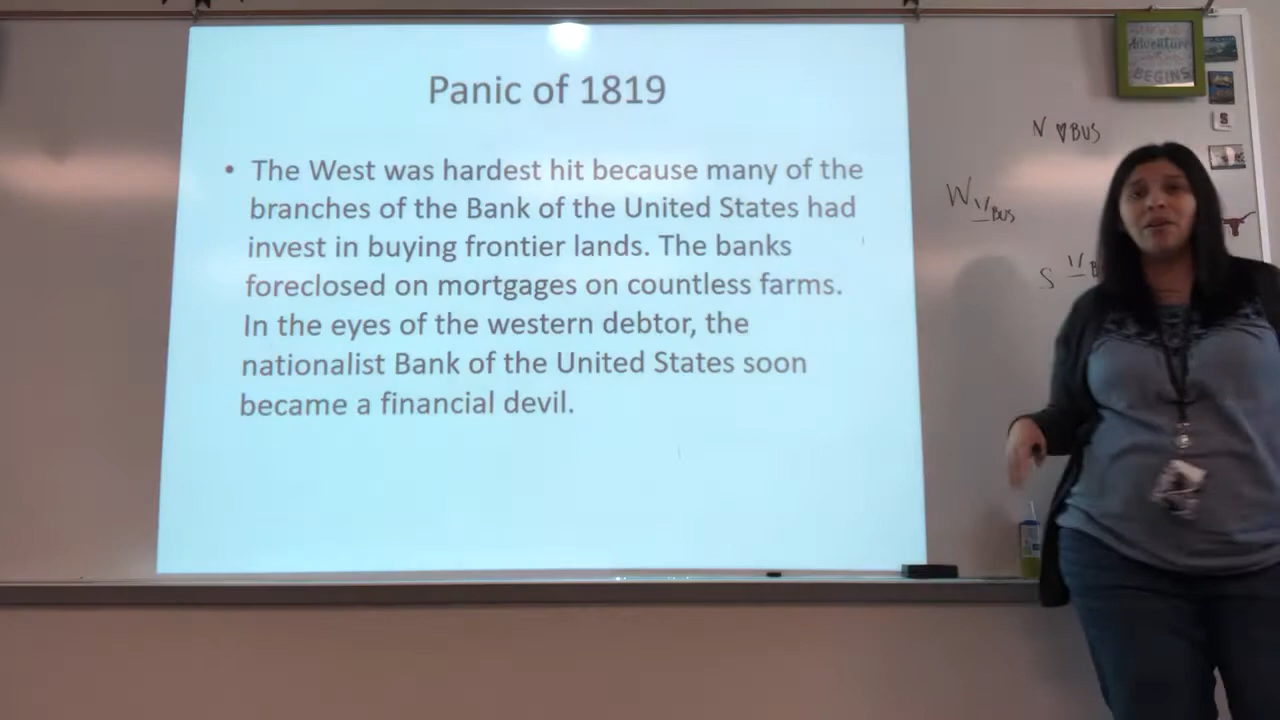 Panic of 1819
• The West was hardest hit because many of the
branches of the Bank of the United States had
invest in buying frontier lands. The banks
foreclosed on mortgages on countless farms.
In the eyes of the western debtor, the
nationalist Bank of the United States soon
became a financial devil.
Adventure
BEGINS
N ♥ BUS
W BUS
S B